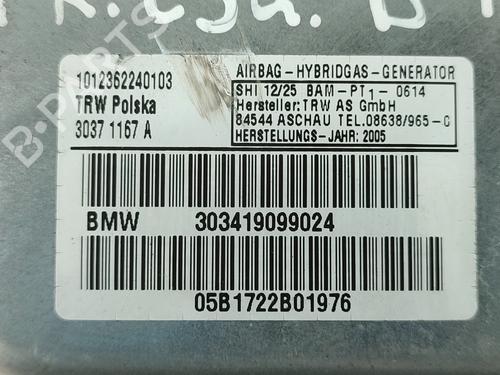 1012362240103
TRW Polska
3037 1167 A
AIRBAG-HYBRIDGAS-GENERATOR
SHI 12/25 BAM-PT1-0614
Hersteller: TRW AS GmbH
84544 ASCHAU TEL.08638/965-0
HERSTELLUNGS-JAHR: 2005
BMW 303419099024
05B1722B01976
B-PARTS